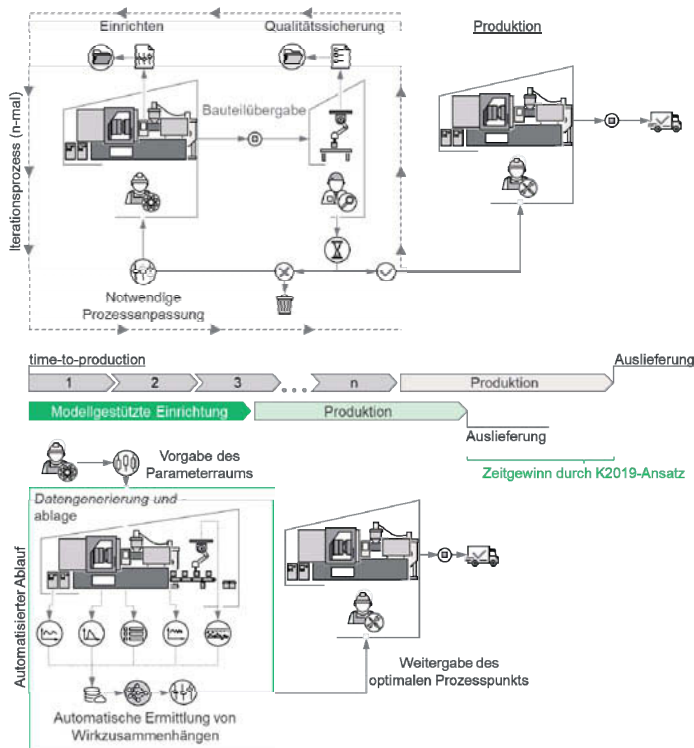 Einrichten
Qualitätssicherung
Produktion
Iterationsprozess (n-mal)
Bauteilübergabe
Notwendige
Prozessanpassung
time-to-production
Auslieferung
1
2
3
...
n
Produktion
Modellgestützte Einrichtung
Produktion
Auslieferung
Zeitgewinn durch K2019-Ansatz
Vorgabe des
Parameterraums
Datengenerierung und
ablage
Automatisierter Ablauf
Weitergabe des
optimalen Prozesspunkts
Automatische Ermittlung von
Wirkzusammenhängen